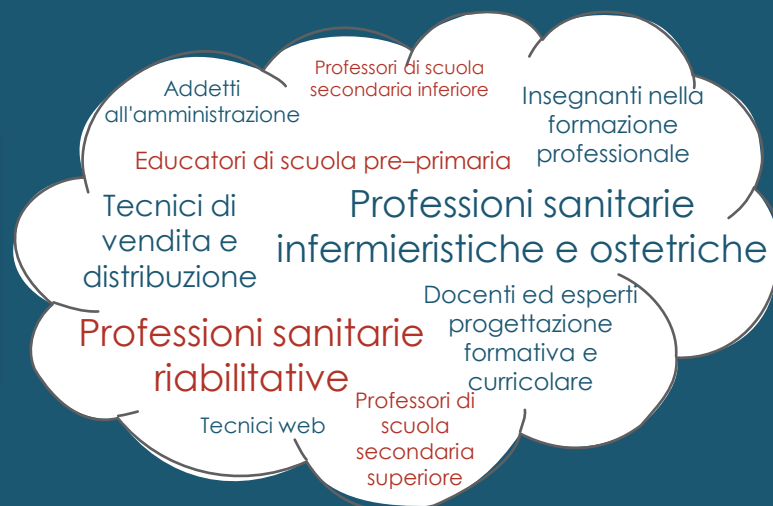 Professori di scuola
secondaria inferiore
Addetti
all'amministrazione
Insegnanti nella
formazione
professionale
Educatori di scuola pre–primaria
Tecnici di
vendita e
distribuzione
Professioni sanitarie
infermieristiche e ostetriche
Docenti ed esperti
progettazione
formativa e
curricolare
Professioni sanitarie
riabilitative
Tecnici web
Professori di
scuola
secondaria
superiore